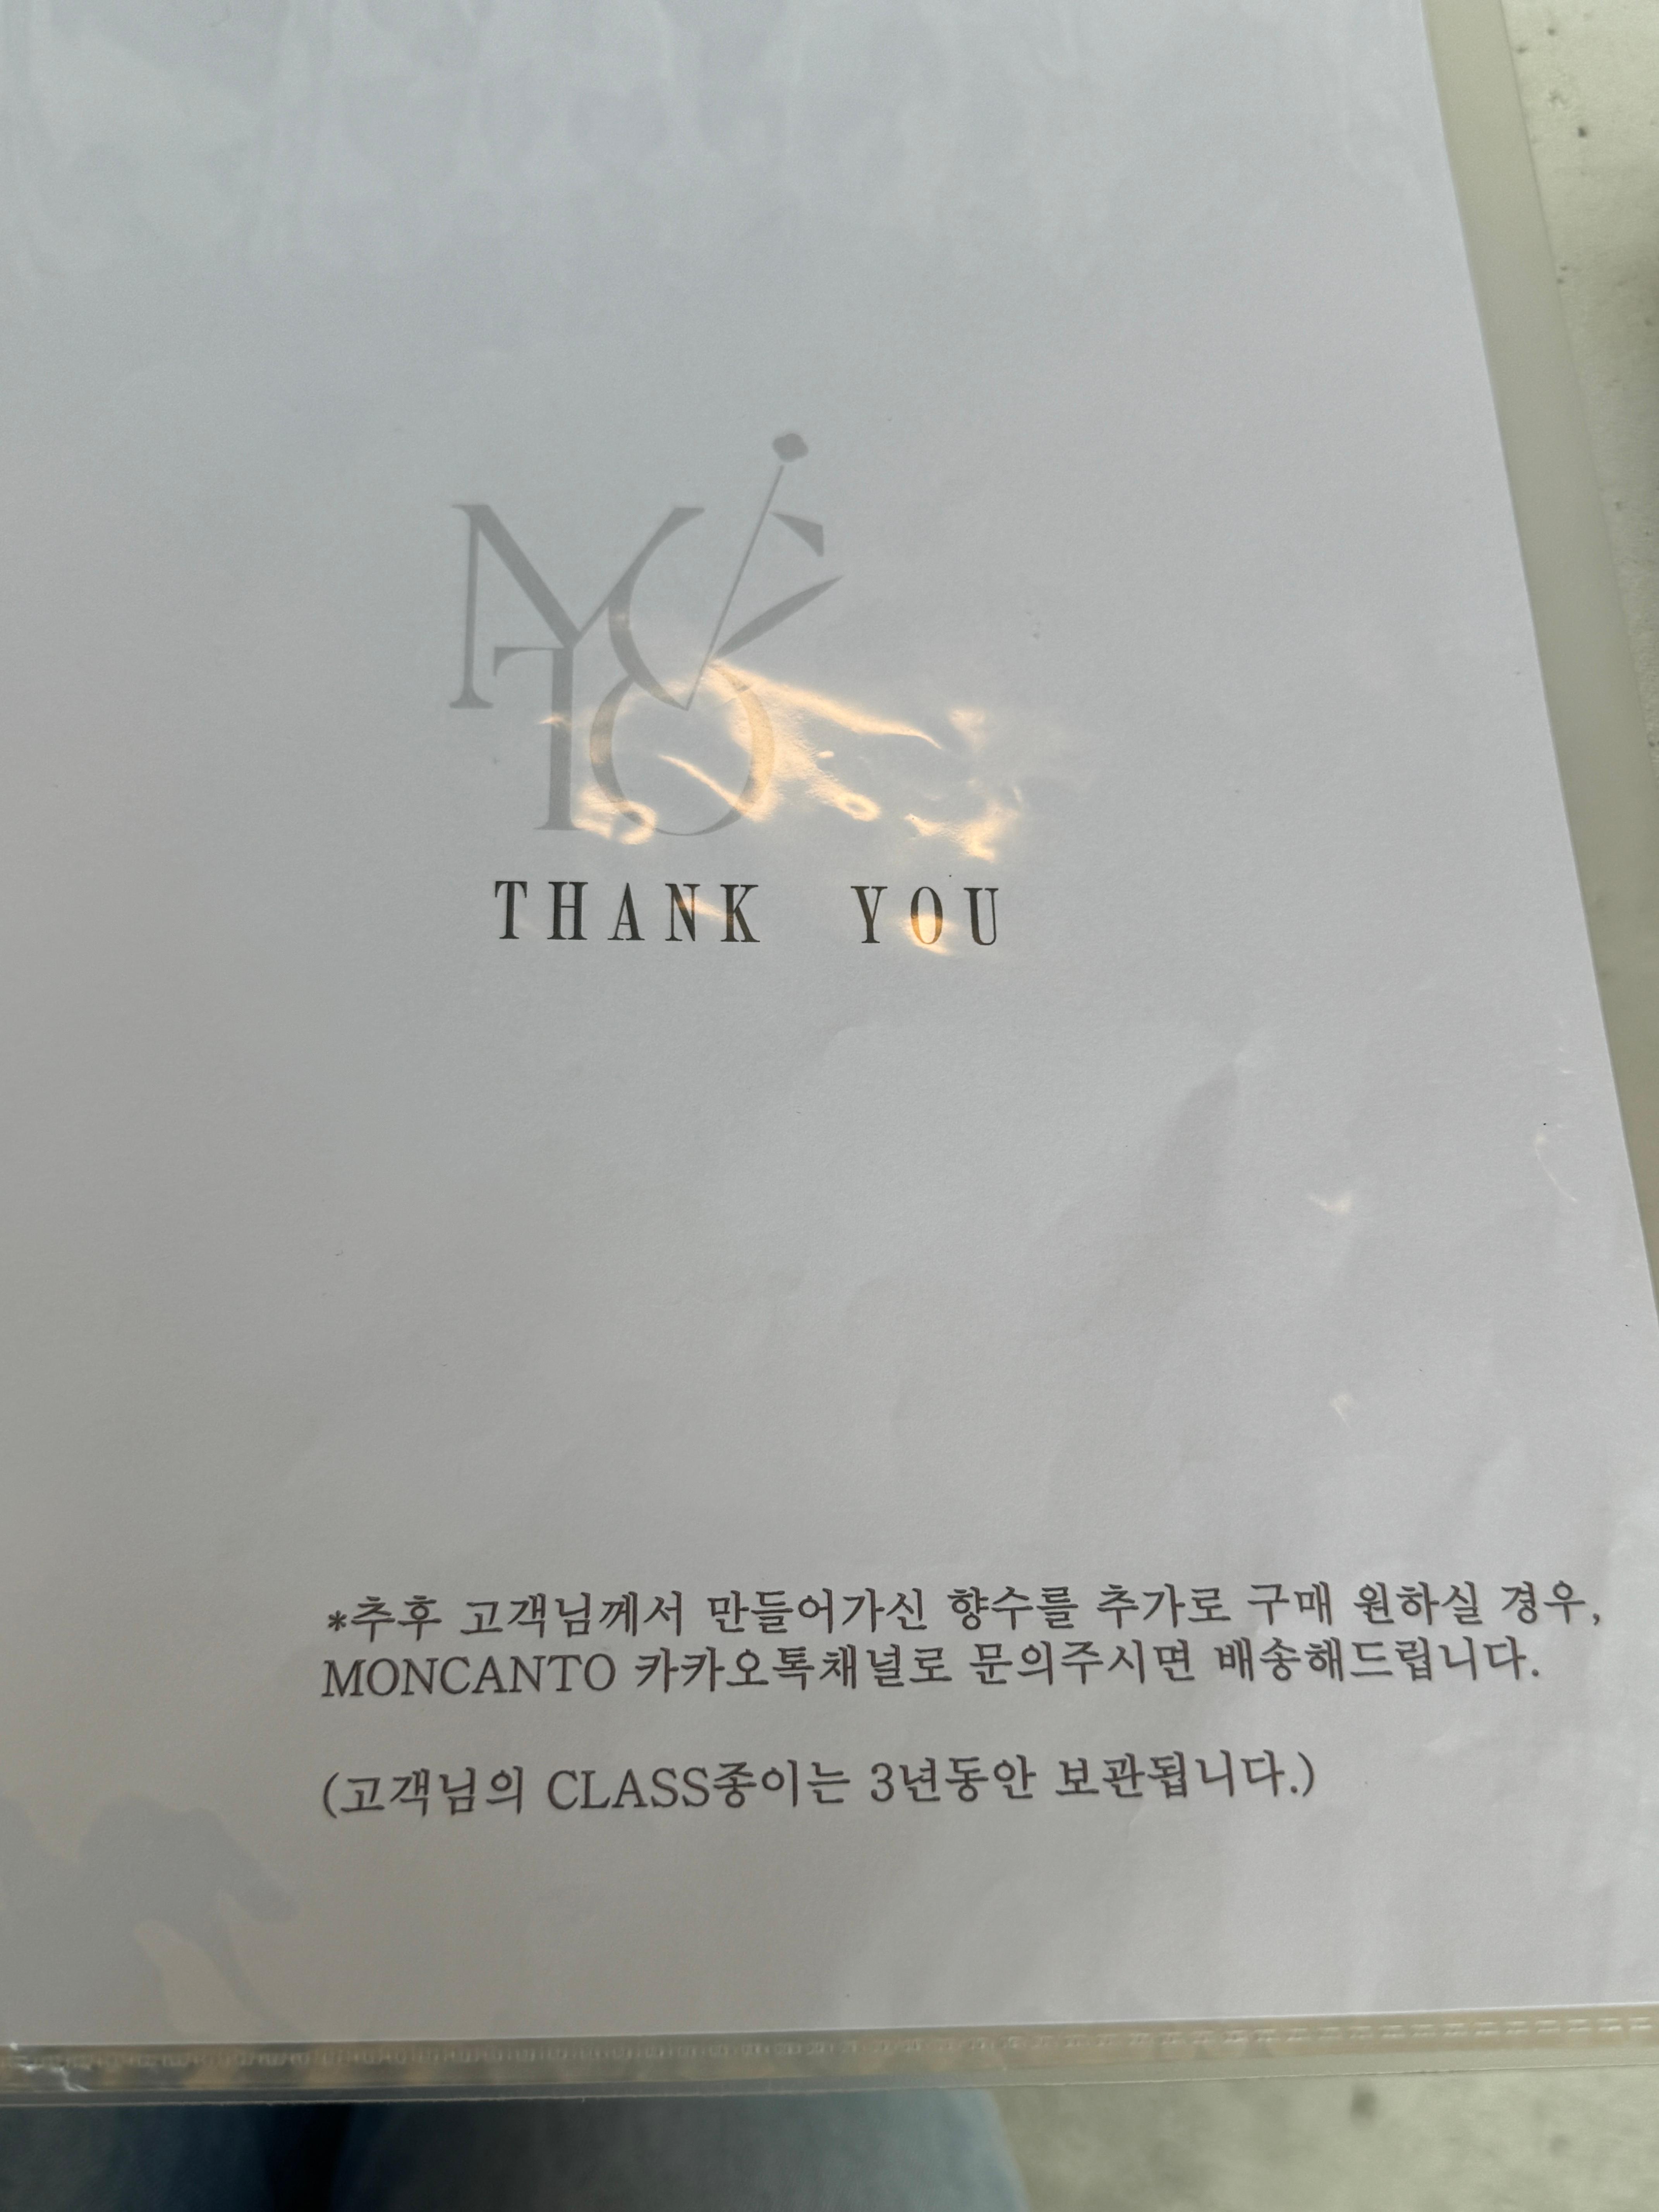 THANK YOU
*추후 고객님께서 만들어가신 향수를 추가로 구매 원하실 경우,
MONCANTO 카카오톡채널로 문의주시면 배송해드립니다.
(고객님의 CLASS종이는 3년동안 보관됩니다.)